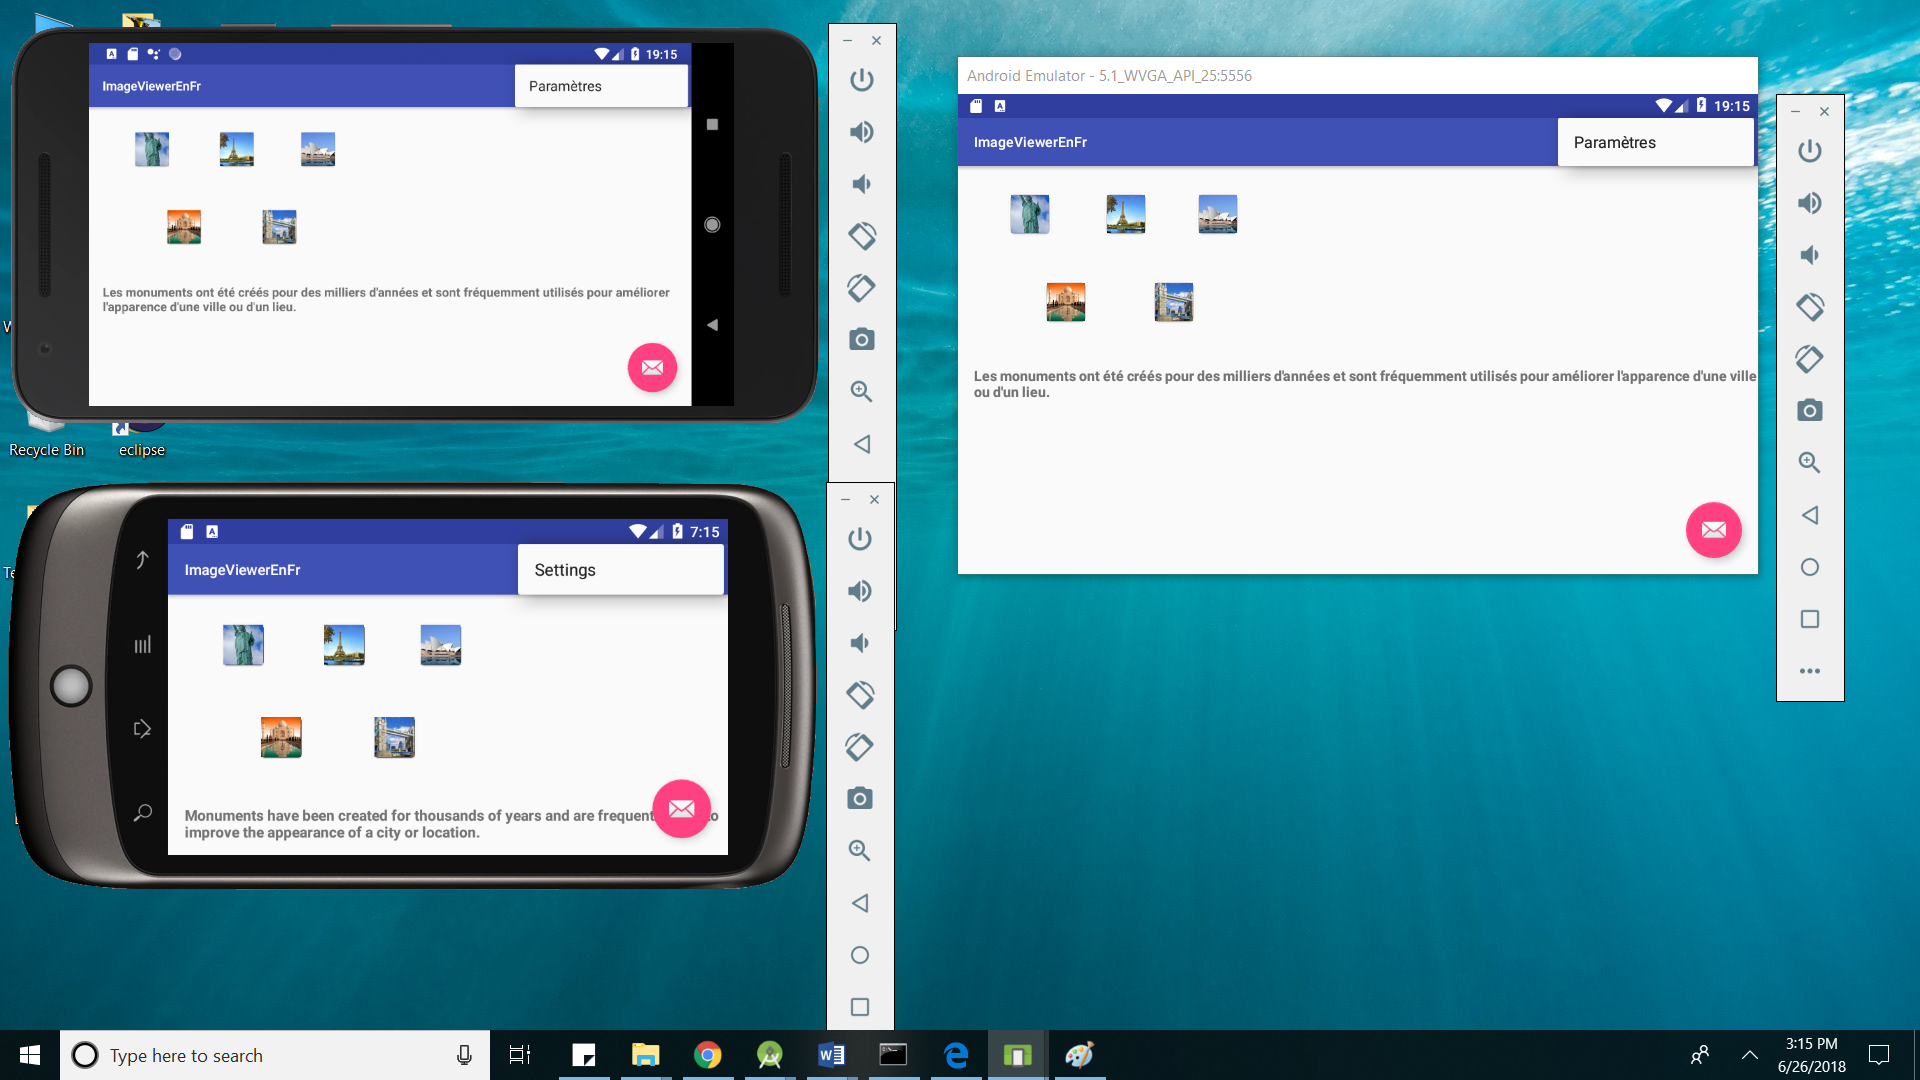 19:15
ImageViewerEnFr
Paramètres
Les monuments ont été créés pour des milliers d'années et sont fréquemment utilisés pour améliorer
l'apparence d'une ville ou d'un lieu.
Recycle Bin
eclipse
7:15
ImageViewerEnFr
Settings
Monuments have been created for thousands of years and are frequent
improve the appearance of a city or location.
Android Emulator - 5.1_WVGA_API_25:5556
19:15
ImageViewerEnFr
Paramètres
Les monuments ont été créés pour des milliers d'années et sont fréquemment utilisés pour améliorer l'apparence d'une ville
ou d'un lieu.
Type here to search
3:15 PM
6/26/2018